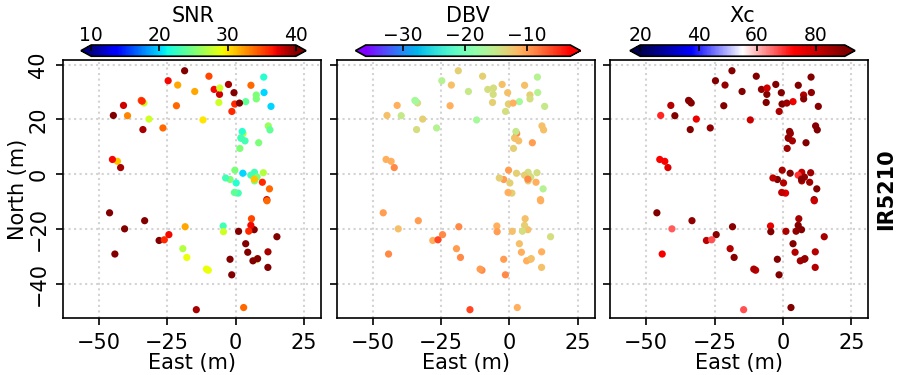 SNR DBV Xc
10 20 30 40 −30 −20 −10 20 40 60 80
40
20
0
−20
−40
North (m)
IR5210
−50 −25 0 25 −50 −25 0 25 −50 −25 0 25
East (m) East (m) East (m)